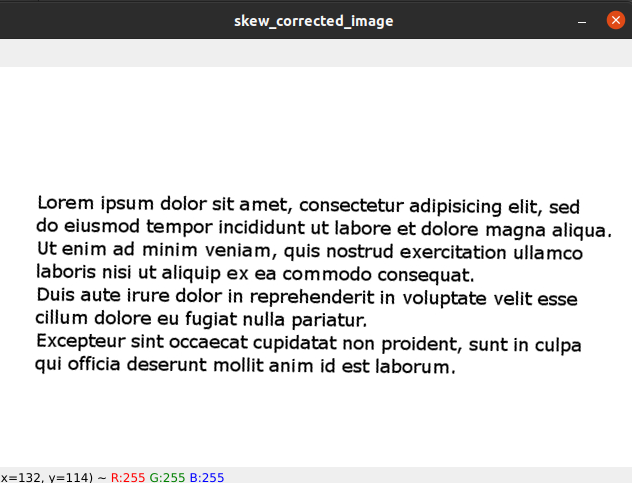 skew_corrected_image
Lorem ipsum dolor sit amet, consectetur adipisicing elit, sed
do eiusmod tempor incididunt ut labore et dolore magna aliqua.
Ut enim ad minim veniam, quis nostrud exercitation ullamco
laboris nisi ut aliquip ex ea commodo consequat.
Duis aute irure dolor in reprehenderit in voluptate velit esse
cillum dolore eu fugiat nulla pariatur.
Excepteur sint occaecat cupidatat non proident, sunt in culpa
qui officia deserunt mollit anim id est laborum.
x=132, y=114) ~ R:255 G:255 B:255